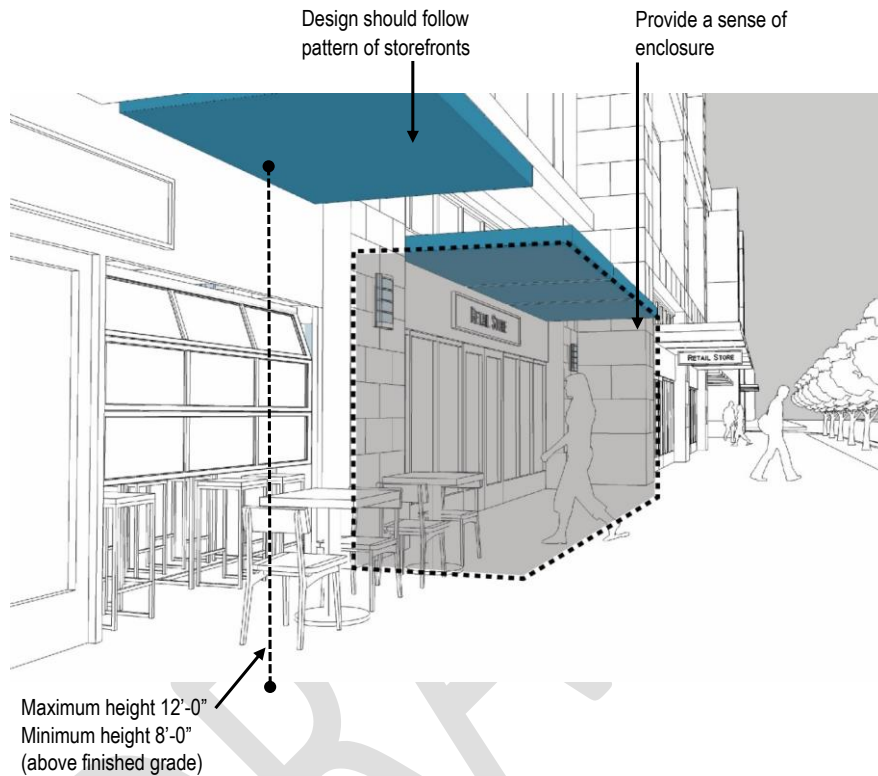 Design should follow
pattern of storefronts
Provide a sense of
enclosure
RETAIL STORE
RETAIL STORE
Maximum height 12'-0”
Minimum height 8'-0”
(above finished grade)